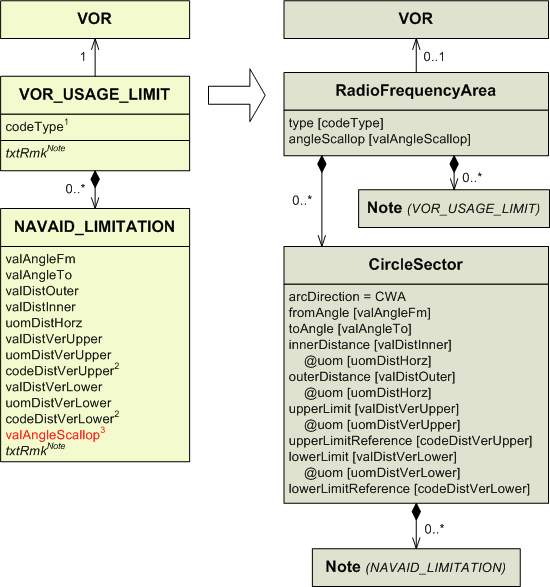 VOR
1
VOR_USAGE_LIMIT
codeType1
txtRmkNote
0..*
NAVAID_LIMITATION
valAngleFm
valAngleTo
valDistOuter
valDistInner
uomDistHorz
valDistVerUpper
uomDistVerUpper
codeDistVerUpper2
valDistVerLower
uomDistVerLower
codeDistVerLower2
valAngleScallop3
txtRmkNote
VOR
0..1
RadioFrequencyArea
type [codeType]
angleScallop [valAngleScallop]
0..*
0..*
Note (VOR_USAGE_LIMIT)
CircleSector
arcDirection = CWA
fromAngle [valAngleFm]
toAngle [valAngleTo]
innerDistance [valDistInner]
@uom [uomDistHorz]
outerDistance [valDistOuter]
@uom [uomDistHorz]
upperLimit [valDistVerUpper]
@uom [uomDistVerUpper]
upperLimitReference [codeDistVerUpper]
lowerLimit [valDistVerLower]
@uom [uomDistVerLower]
lowerLimitReference [codeDistVerLower]
0..*
Note (NAVAID_LIMITATION)